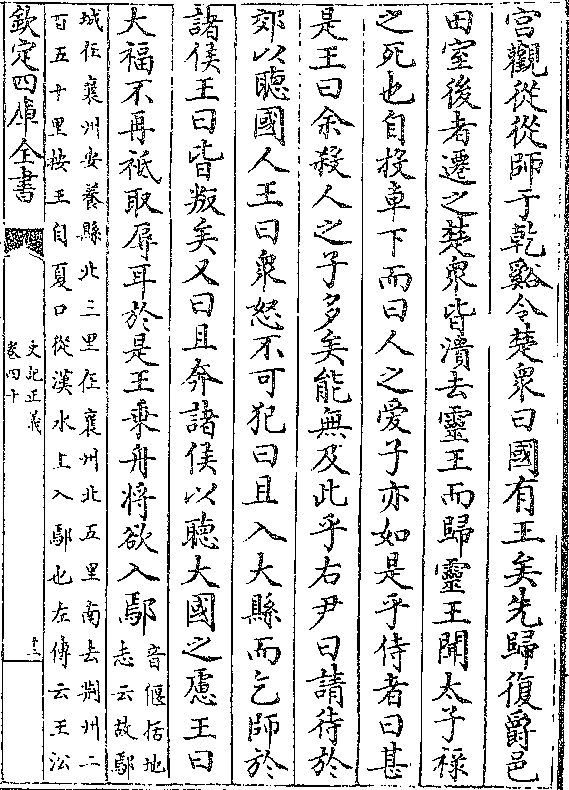 宮觀從從師于乾谿令楚衆曰國有王矣先歸復爵邑
田室後者遷之楚衆皆潰去靈王而歸靈王聞太子祿
之死也自投車下而曰人之愛子亦如是乎侍者曰甚
是王曰余殺人之子多矣能無及此乎右尹曰請待於
郊以聽國人王曰衆怒不可犯曰且入大縣而乞師於
諸侯王曰皆叛矣又曰且奔諸侯以聽大國之慮王曰
大福不再祗取辱耳於是王乘舟將欲入鄢
音偃括地
志云故鄢
城在襄州安養縣北三里在襄州北五里南去荆州二
百五十里按王自夏口從漢水上入鄢也左傳云王㳂
欽定四庫全書
史記正義
卷四十